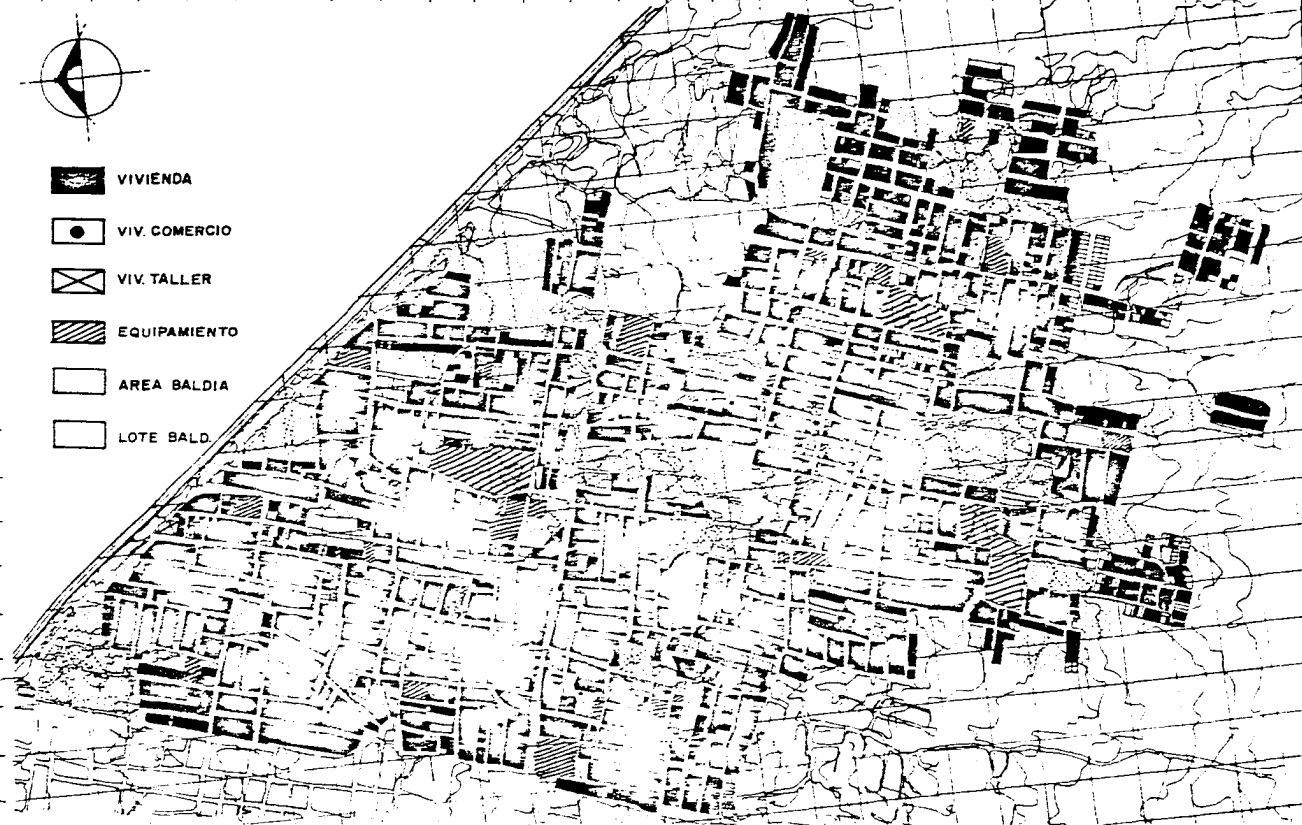 VIVIENDA
VIV. COMERCIO
VIV. TALLER
EQUIPAMIENTO
AREA BALDIA
LOTE BALD.